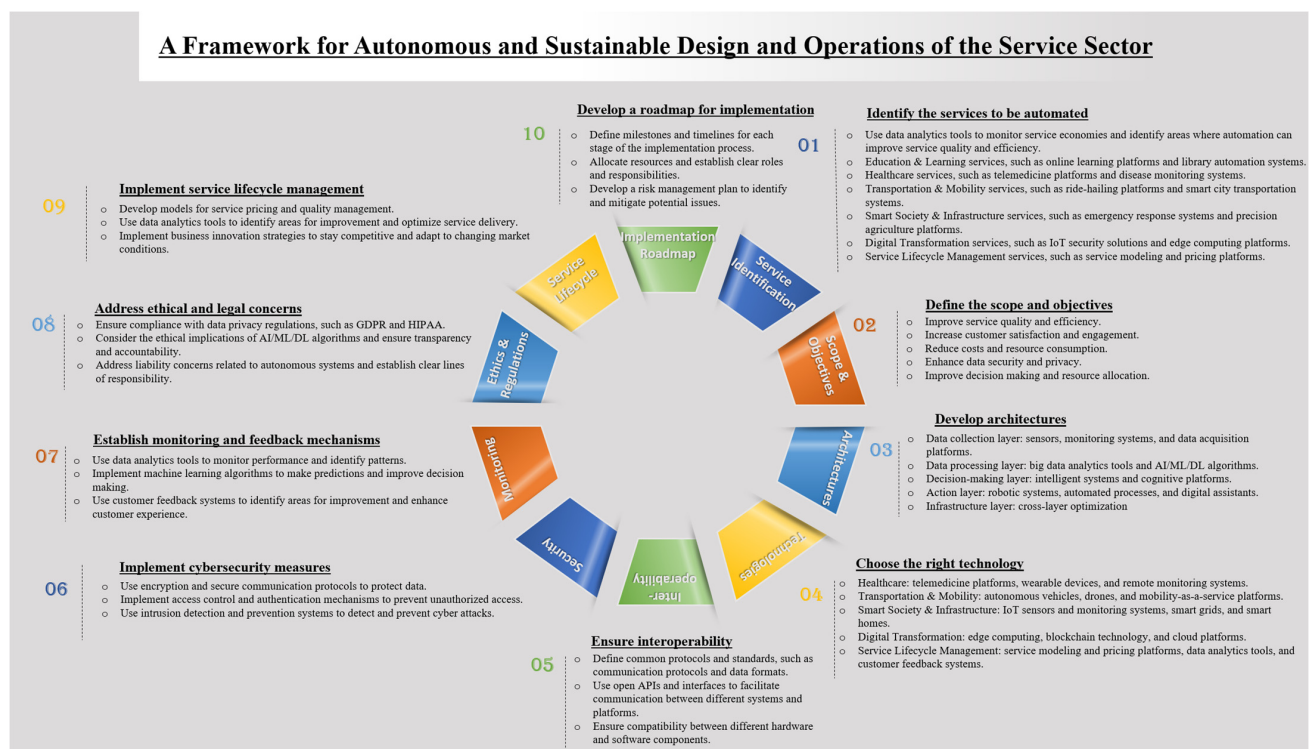 A Framework for Autonomous and Sustainable Design and Operations of the Service Sector
10
Develop a roadmap for implementation
o Define milestones and timelines for each
stage of the implementation process.
o Allocate resources and establish clear roles
and responsibilities.
o Develop a risk management plan to identify
and mitigate potential issues.
01
Identify the services to be automated
o Use data analytics tools to monitor service economies and identify areas where automation can
improve service quality and efficiency.
o Education & Learning services, such as online learning platforms and library automation systems.
o Healthcare services, such as telemedicine platforms and disease monitoring systems.
o Transportation & Mobility services, such as ride-hailing platforms and smart city transportation
systems.
o Smart Society & Infrastructure services, such as emergency response systems and precision
agriculture platforms.
o Digital Transformation services, such as IoT security solutions and edge computing platforms.
o Service Lifecycle Management services, such as service modeling and pricing platforms.
09
Implement service lifecycle management
o Develop models for service pricing and quality management.
o Use data analytics tools to identify areas for improvement and optimize service delivery.
o Implement business innovation strategies to stay competitive and adapt to changing market
conditions.
Implementation
Roadmap
Service
Identification
Service
Lifecycle
02
Define the scope and objectives
o Improve service quality and efficiency.
o Increase customer satisfaction and engagement.
o Reduce costs and resource consumption.
o Enhance data security and privacy.
o Improve decision making and resource allocation.
08
Address ethical and legal concerns
o Ensure compliance with data privacy regulations, such as GDPR and HIPAA.
o Consider the ethical implications of AI/ML/DL algorithms and ensure transparency
and accountability.
o Address liability concerns related to autonomous systems and establish clear lines
of responsibility.
Ethics &
Regulations
Scope &
Objectives
03
Develop architectures
o Data collection layer: sensors, monitoring systems, and data acquisition
platforms.
o Data processing layer: big data analytics tools and AI/ML/DL algorithms.
o Decision-making layer: intelligent systems and cognitive platforms.
o Action layer: robotic systems, automated processes, and digital assistants.
o Infrastructure layer: cross-layer optimization
07
Establish monitoring and feedback mechanisms
o Use data analytics tools to monitor performance and identify patterns.
o Implement machine learning algorithms to make predictions and improve decision
making.
o Use customer feedback systems to identify areas for improvement and enhance
customer experience.
Monitoring
Architectures
Security
Inter-
operability
Technologies
04
Choose the right technology
o Healthcare: telemedicine platforms, wearable devices, and remote monitoring systems.
o Transportation & Mobility: autonomous vehicles, drones, and mobility-as-a-service platforms.
o Smart Society & Infrastructure: IoT sensors and monitoring systems, smart grids, and smart
homes.
o Digital Transformation: edge computing, blockchain technology, and cloud platforms.
o Service Lifecycle Management: service modeling and pricing platforms, data analytics tools, and
customer feedback systems.
06
Implement cybersecurity measures
o Use encryption and secure communication protocols to protect data.
o Implement access control and authentication mechanisms to prevent unauthorized access.
o Use intrusion detection and prevention systems to detect and prevent cyber attacks.
05
Ensure interoperability
o Define common protocols and standards, such as
communication protocols and data formats.
o Use open APIs and interfaces to facilitate
communication between different systems and
platforms.
o Ensure compatibility between different hardware
and software components.